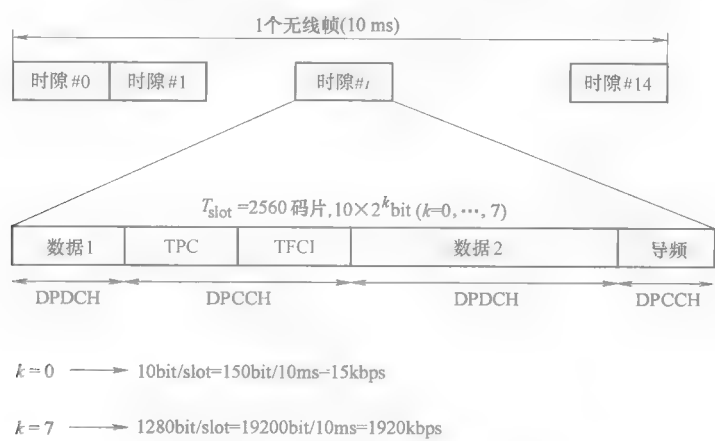 1个无线帧(10 ms)
时隙#0 时隙#1 时隙#i 时隙#14
T_slot=2560码片,10×2^k bit (k=0,…,7)
数据1 TPC TFCI 数据2 导频
DPDCH DPCCH DPDCH DPCCH
k=0 → 10bit/slot=150bit/10ms=15kbps
k=7 → 1280bit/slot=19200bit/10ms=1920kbps